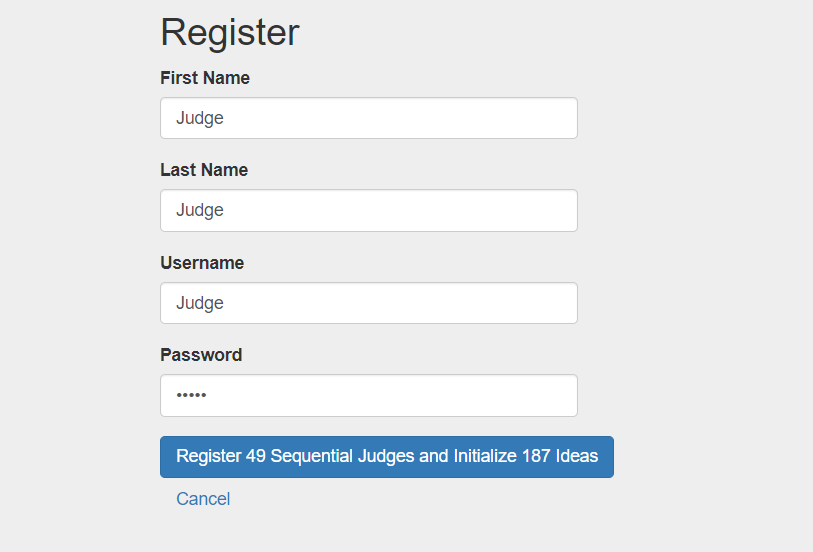 Register
First Name
Judge
Last Name
Judge
Username
Judge
Password
•••••
Register 49 Sequential Judges and Initialize 187 Ideas
Cancel